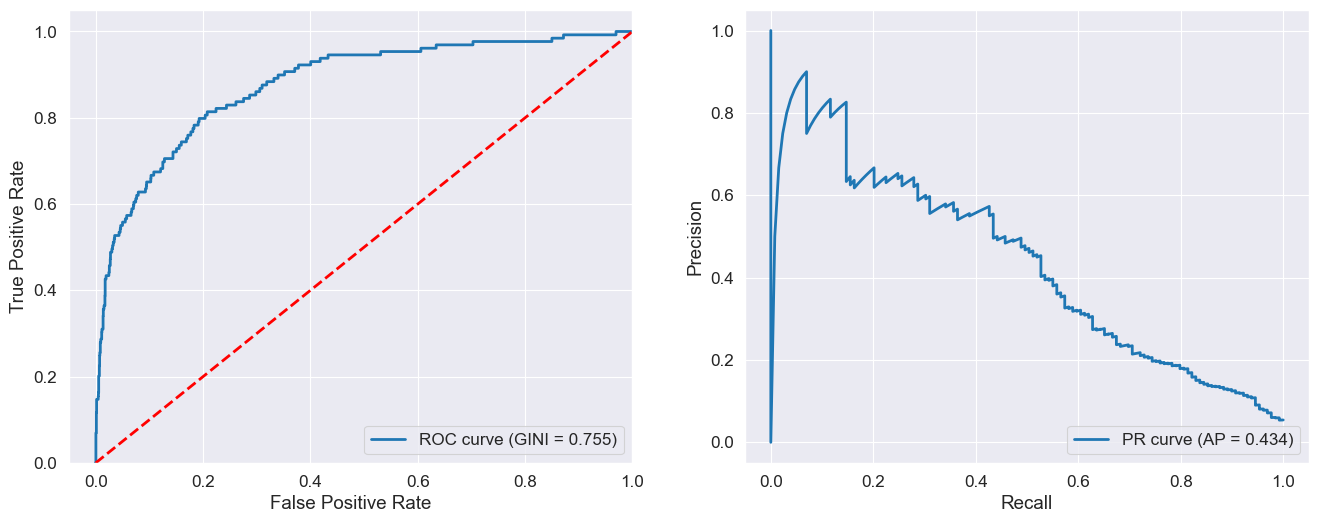 1.0
0.8
0.6
0.4
0.2
0.0
True Positive Rate
0.0 0.2 0.4 0.6 0.8 1.0
False Positive Rate
ROC curve (GINI = 0.755)
1.0
0.8
0.6
0.4
0.2
0.0
Precision
0.0 0.2 0.4 0.6 0.8 1.0
Recall
PR curve (AP = 0.434)